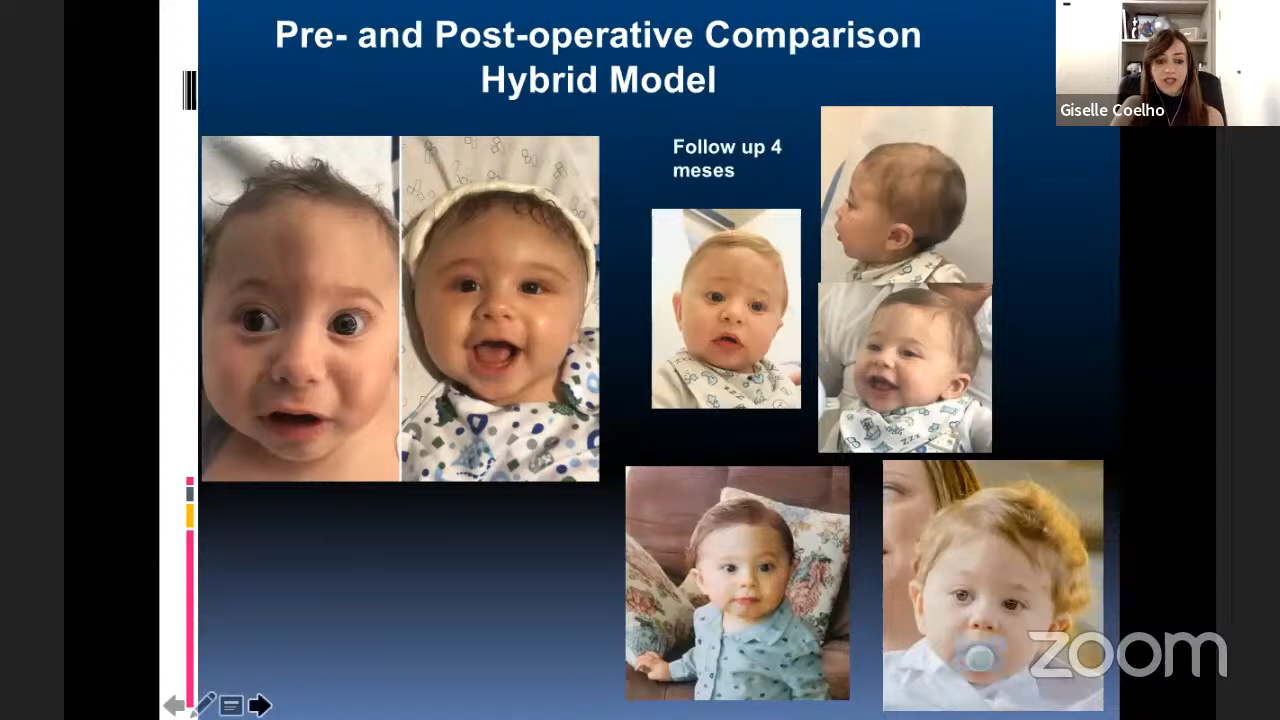 Pre- and Post-operative Comparison
Hybrid Model
Giselle Coelho
Follow up 4
meses
zoom